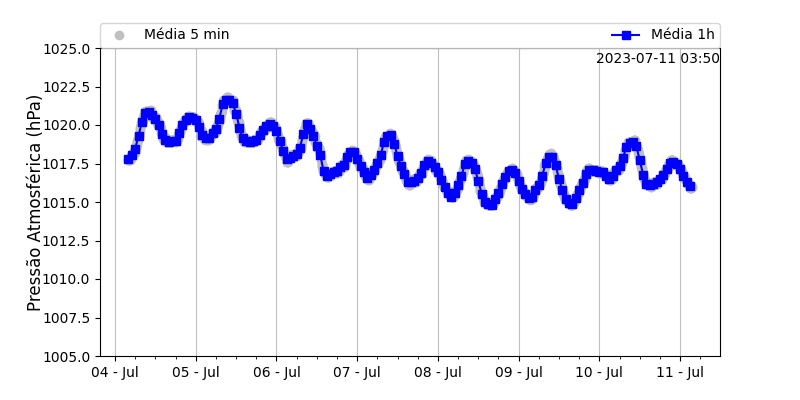 Média 5 min
Média 1h
2023-07-11 03:50
Pressão Atmosférica (hPa)
1025.0
1022.5
1020.0
1017.5
1015.0
1012.5
1010.0
1007.5
1005.0
04 - Jul
05 - Jul
06 - Jul
07 - Jul
08 - Jul
09 - Jul
10 - Jul
11 - Jul